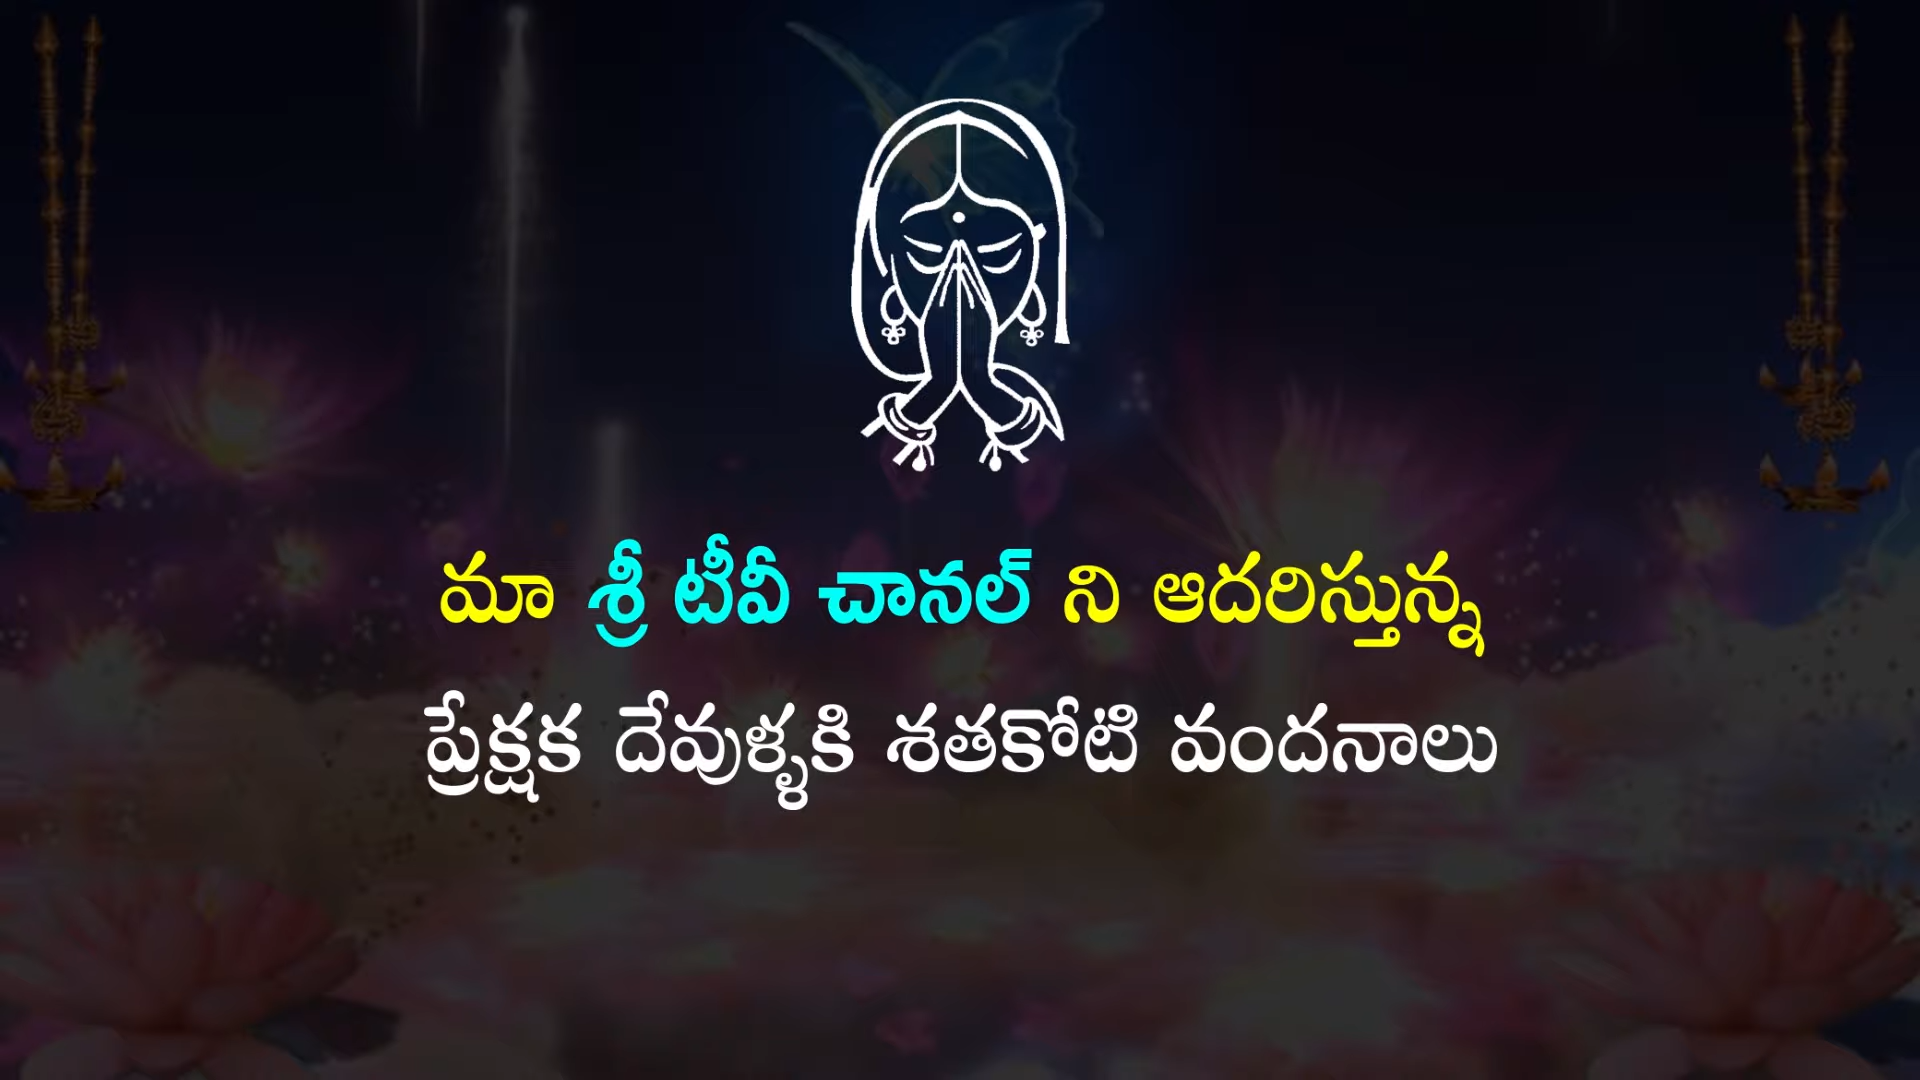 మా శ్రీ టీవీ చానల్ ని ఆదరిస్తున్న
ప్రేక్షక దేవుళ్ళకి శతకోటి వందనాలు